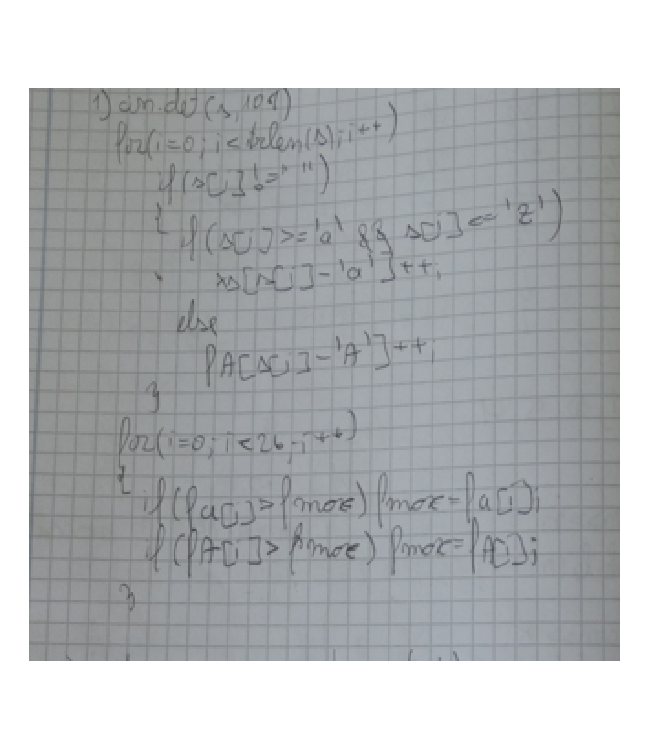 1) cin.get(s,101)
for(i=0; i<strlen(s); i++)
if(s[i]!=" ")
{
if(s[i]>='a' && s[i]<='z')
[s[i]-'a']++;
else
fA[s[i]-'A']++;
}
for(i=0; i<26; i++)
{
if(fa[i]>fmax) fmax=fa[i];
if(fA[i]>fmax) fmax=fA[i];
}